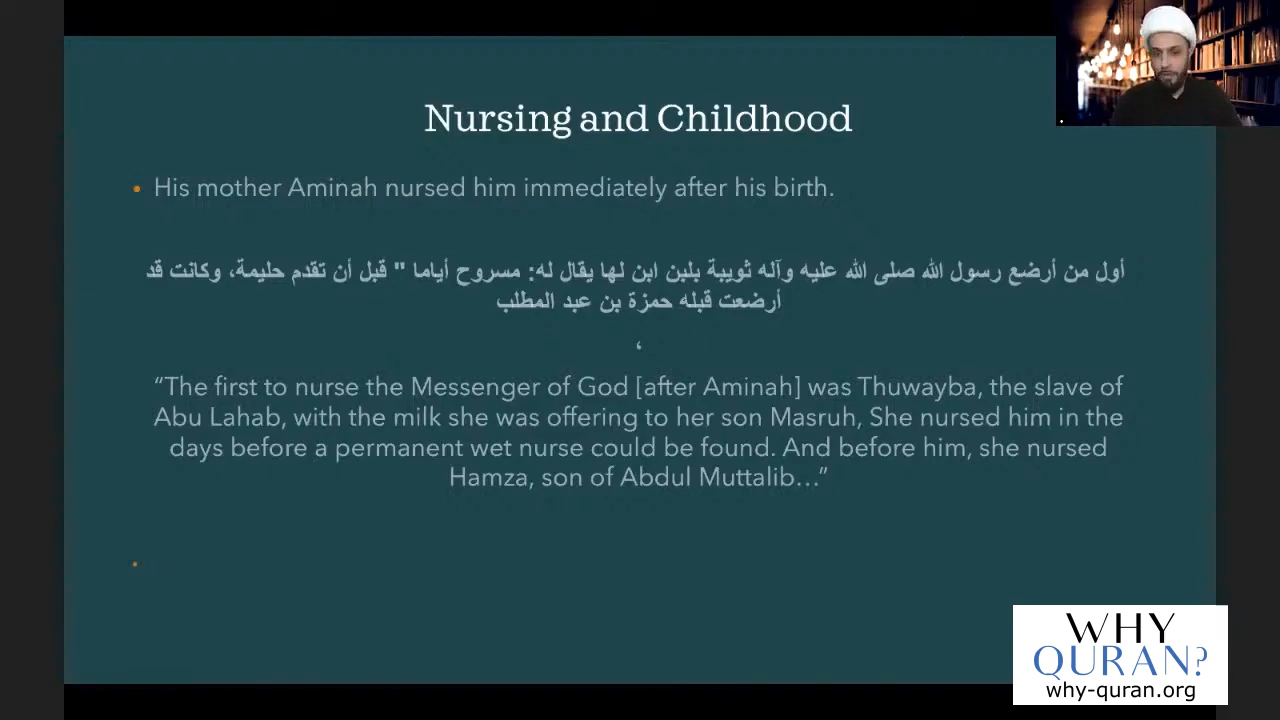 Nursing and Childhood
• His mother Aminah nursed him immediately after his birth.
أول من أرضع رسول الله صلى الله عليه وآله ثويبة بلبن ابن لها يقال له: مسروح أياما " قبل أن تقدم حليمة، وكانت قد
أرضعت قبله حمزة بن عبد المطلب
،
“The first to nurse the Messenger of God [after Aminah] was Thuwayba, the slave of
Abu Lahab, with the milk she was offering to her son Masruh, She nursed him in the
days before a permanent wet nurse could be found. And before him, she nursed
Hamza, son of Abdul Muttalib…”
•
WHY
QURAN?
why-quran.org